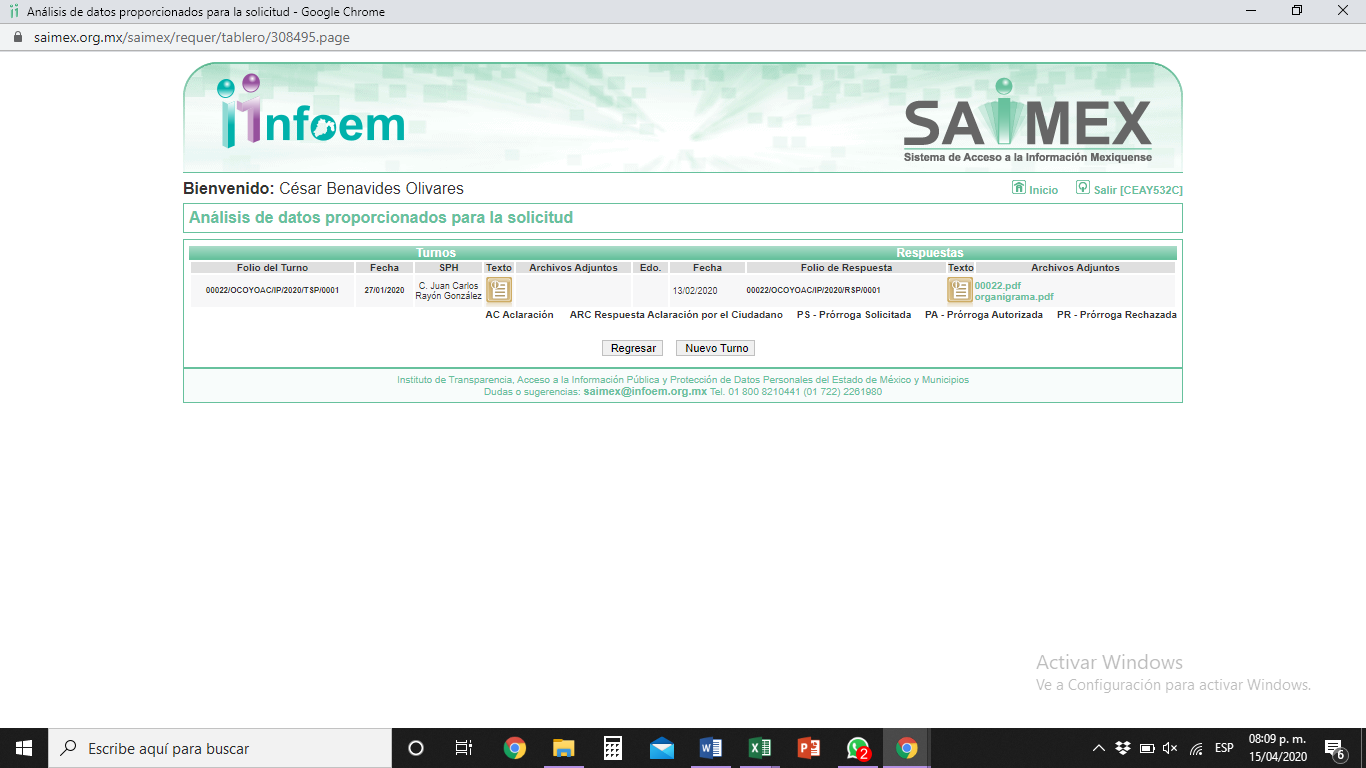 Análisis de datos proporcionados para la solicitud - Google Chrome
saimex.org.mx/saimex/requer/tablero/308495.page
infoem
SAIMEX
Sistema de Acceso a la Información Mexiquense
Bienvenido: César Benavides Olivares
Inicio Salir [CEAY532C]
Análisis de datos proporcionados para la solicitud
Turnos Respuestas
Folio del Turno Fecha SPH Texto Archivos Adjuntos Edo. Fecha Folio de Respuesta Texto Archivos Adjuntos
00022/OCOYOAC/IP/2020/TSP/0001 27/01/2020 C. Juan Carlos Rayón González 13/02/2020 00022/OCOYOAC/IP/2020/RSP/0001 00022.pdf
organigrama.pdf
AC Aclaración ARC Respuesta Aclaración por el Ciudadano PS - Prórroga Solicitada PA - Prórroga Autorizada PR - Prórroga Rechazada
Regresar Nuevo Turno
Instituto de Transparencia, Acceso a la Información Pública y Protección de Datos Personales del Estado de México y Municipios
Dudas o sugerencias: saimex@infoem.org.mx Tel. 01 800 8210441 (01 722) 2261980
Activar Windows
Ve a Configuración para activar Windows.
Escribe aquí para buscar
2
ESP
08:09 p. m.
15/04/2020
6